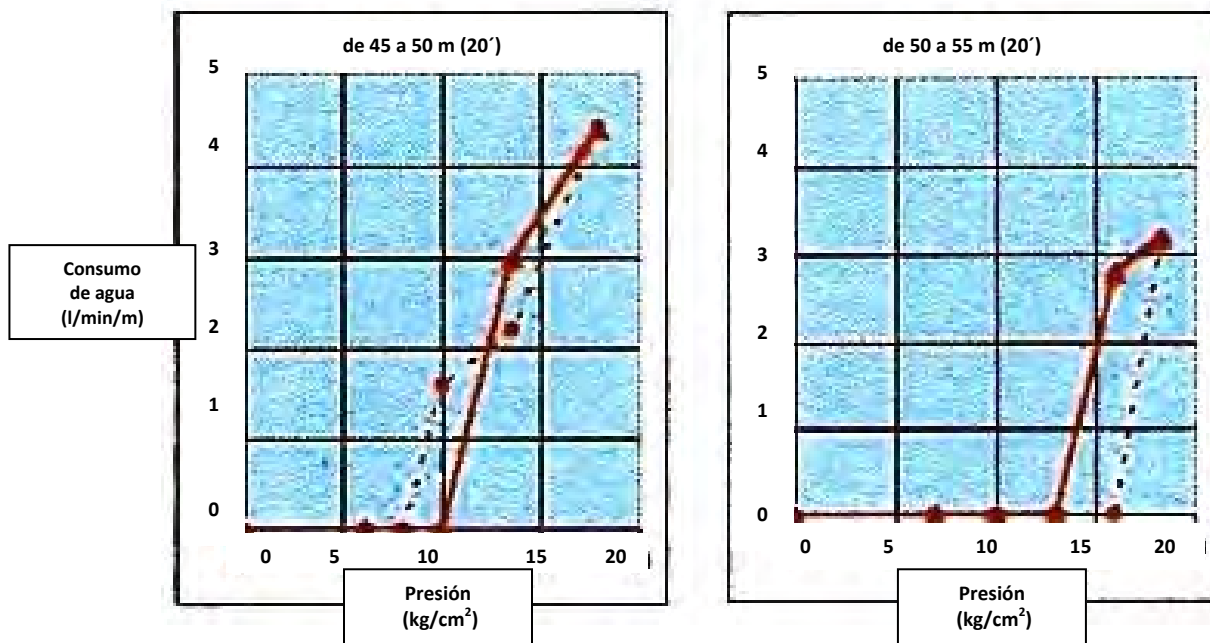 de 45 a 50 m (20´)
5
4
3
2
1
0
0 5 10 15 20
Consumo
de agua
(l/min/m)
Presión
(kg/cm²)
de 50 a 55 m (20´)
5
4
3
2
1
0
0 5 10 15 20
Presión
(kg/cm²)